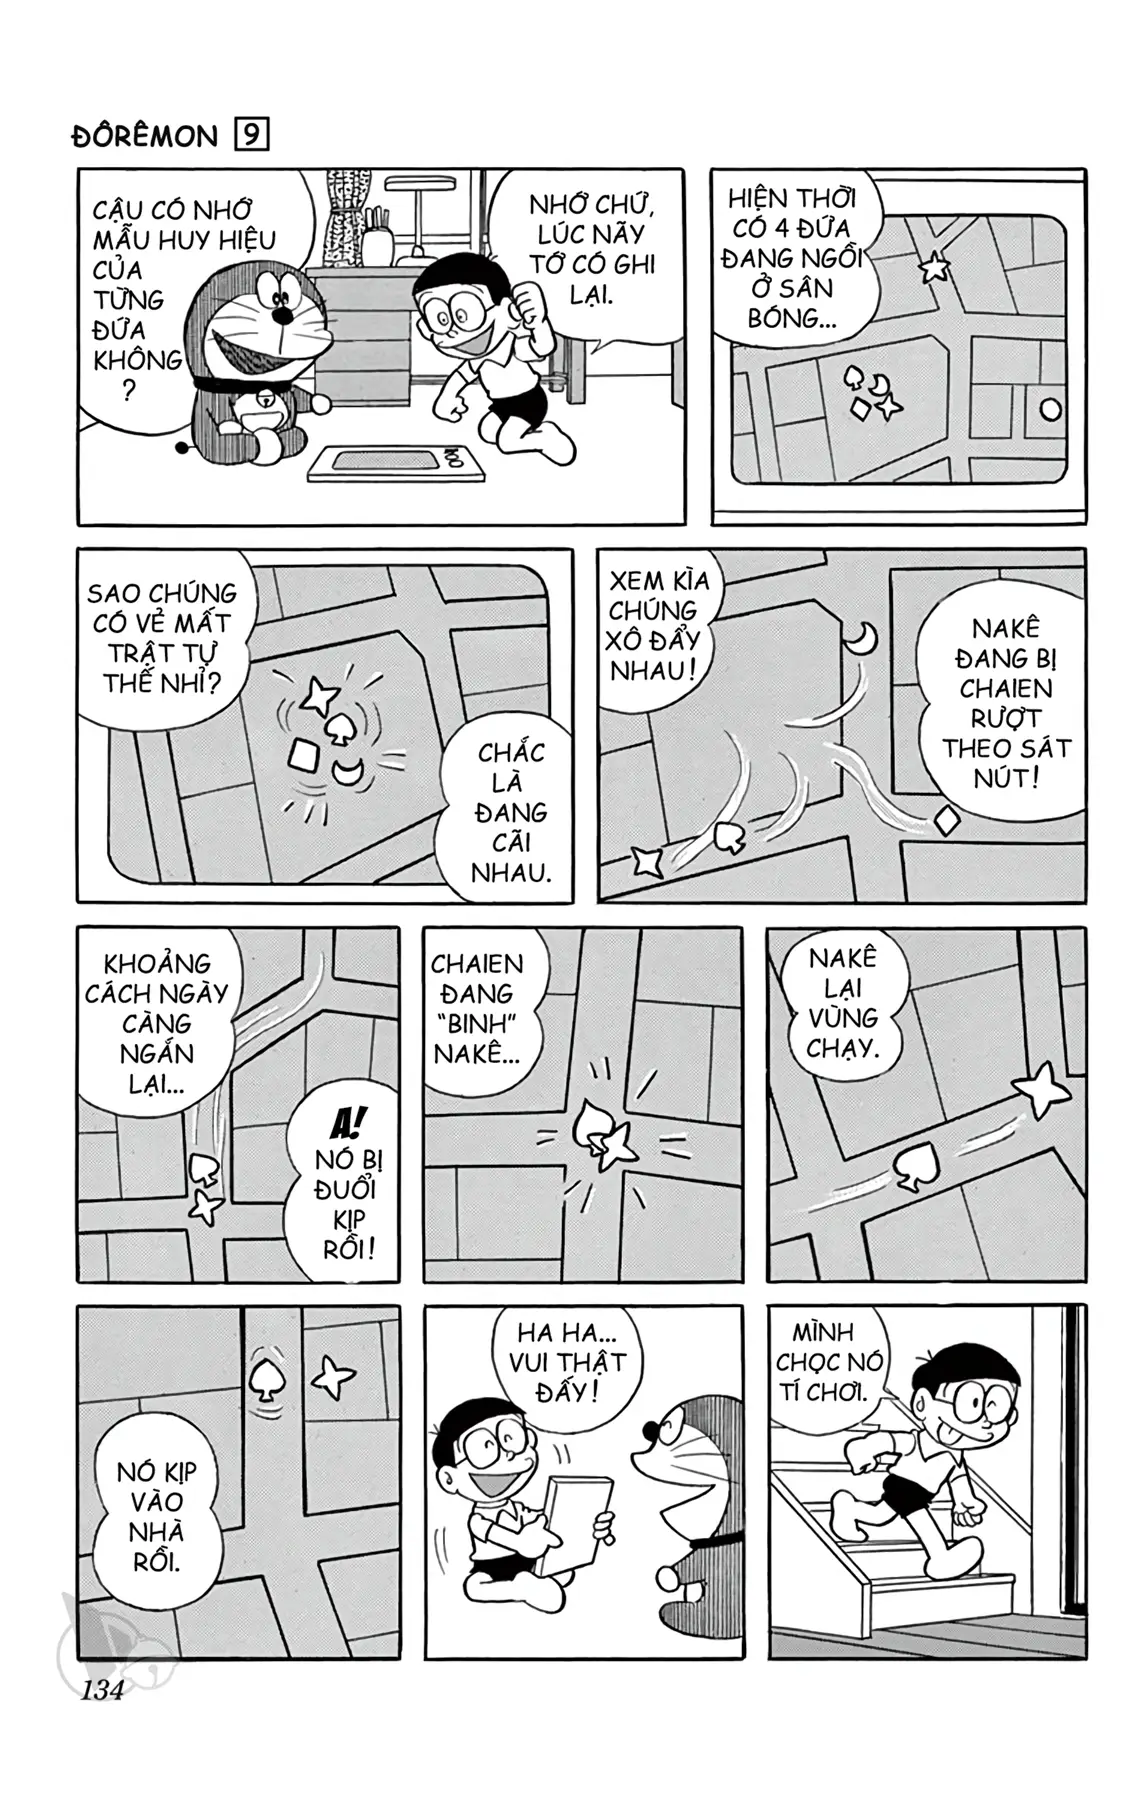 ĐÔRÊMON 9
CẬU CÓ NHỚ
MẪU HUY HIỆU
CỦA
TỪNG
ĐỨA
KHÔNG
?
NHỚ CHỨ,
LÚC NÃY
TỚ CÓ GHI
LẠI.
HIỆN THỜI
CÓ 4 ĐỨA
ĐANG NGỒI
Ở SÂN
BÓNG...
SAO CHÚNG
CÓ VẺ MẤT
TRẬT TỰ
THẾ NHỈ?
CHẮC
LÀ
ĐANG
CÃI
NHAU.
XEM KÌA
CHÚNG
XÔ ĐẨY
NHAU!
NAKÊ
ĐANG BỊ
CHAIEN
RƯỢT
THEO SÁT
NÚT!
KHOẢNG
CÁCH NGÀY
CÀNG
NGẮN
LẠI...
A!
NÓ BỊ
ĐUỔI
KỊP
RỒI!
CHAIEN
ĐANG
"BINH"
NAKÊ...
NAKÊ
LẠI
VÙNG
CHẠY.
NÓ KỊP
VÀO
NHÀ
RỒI.
HA HA...
VUI THẬT
ĐẤY!
MÌNH
CHỌC NÓ
TÍ CHƠI.
134